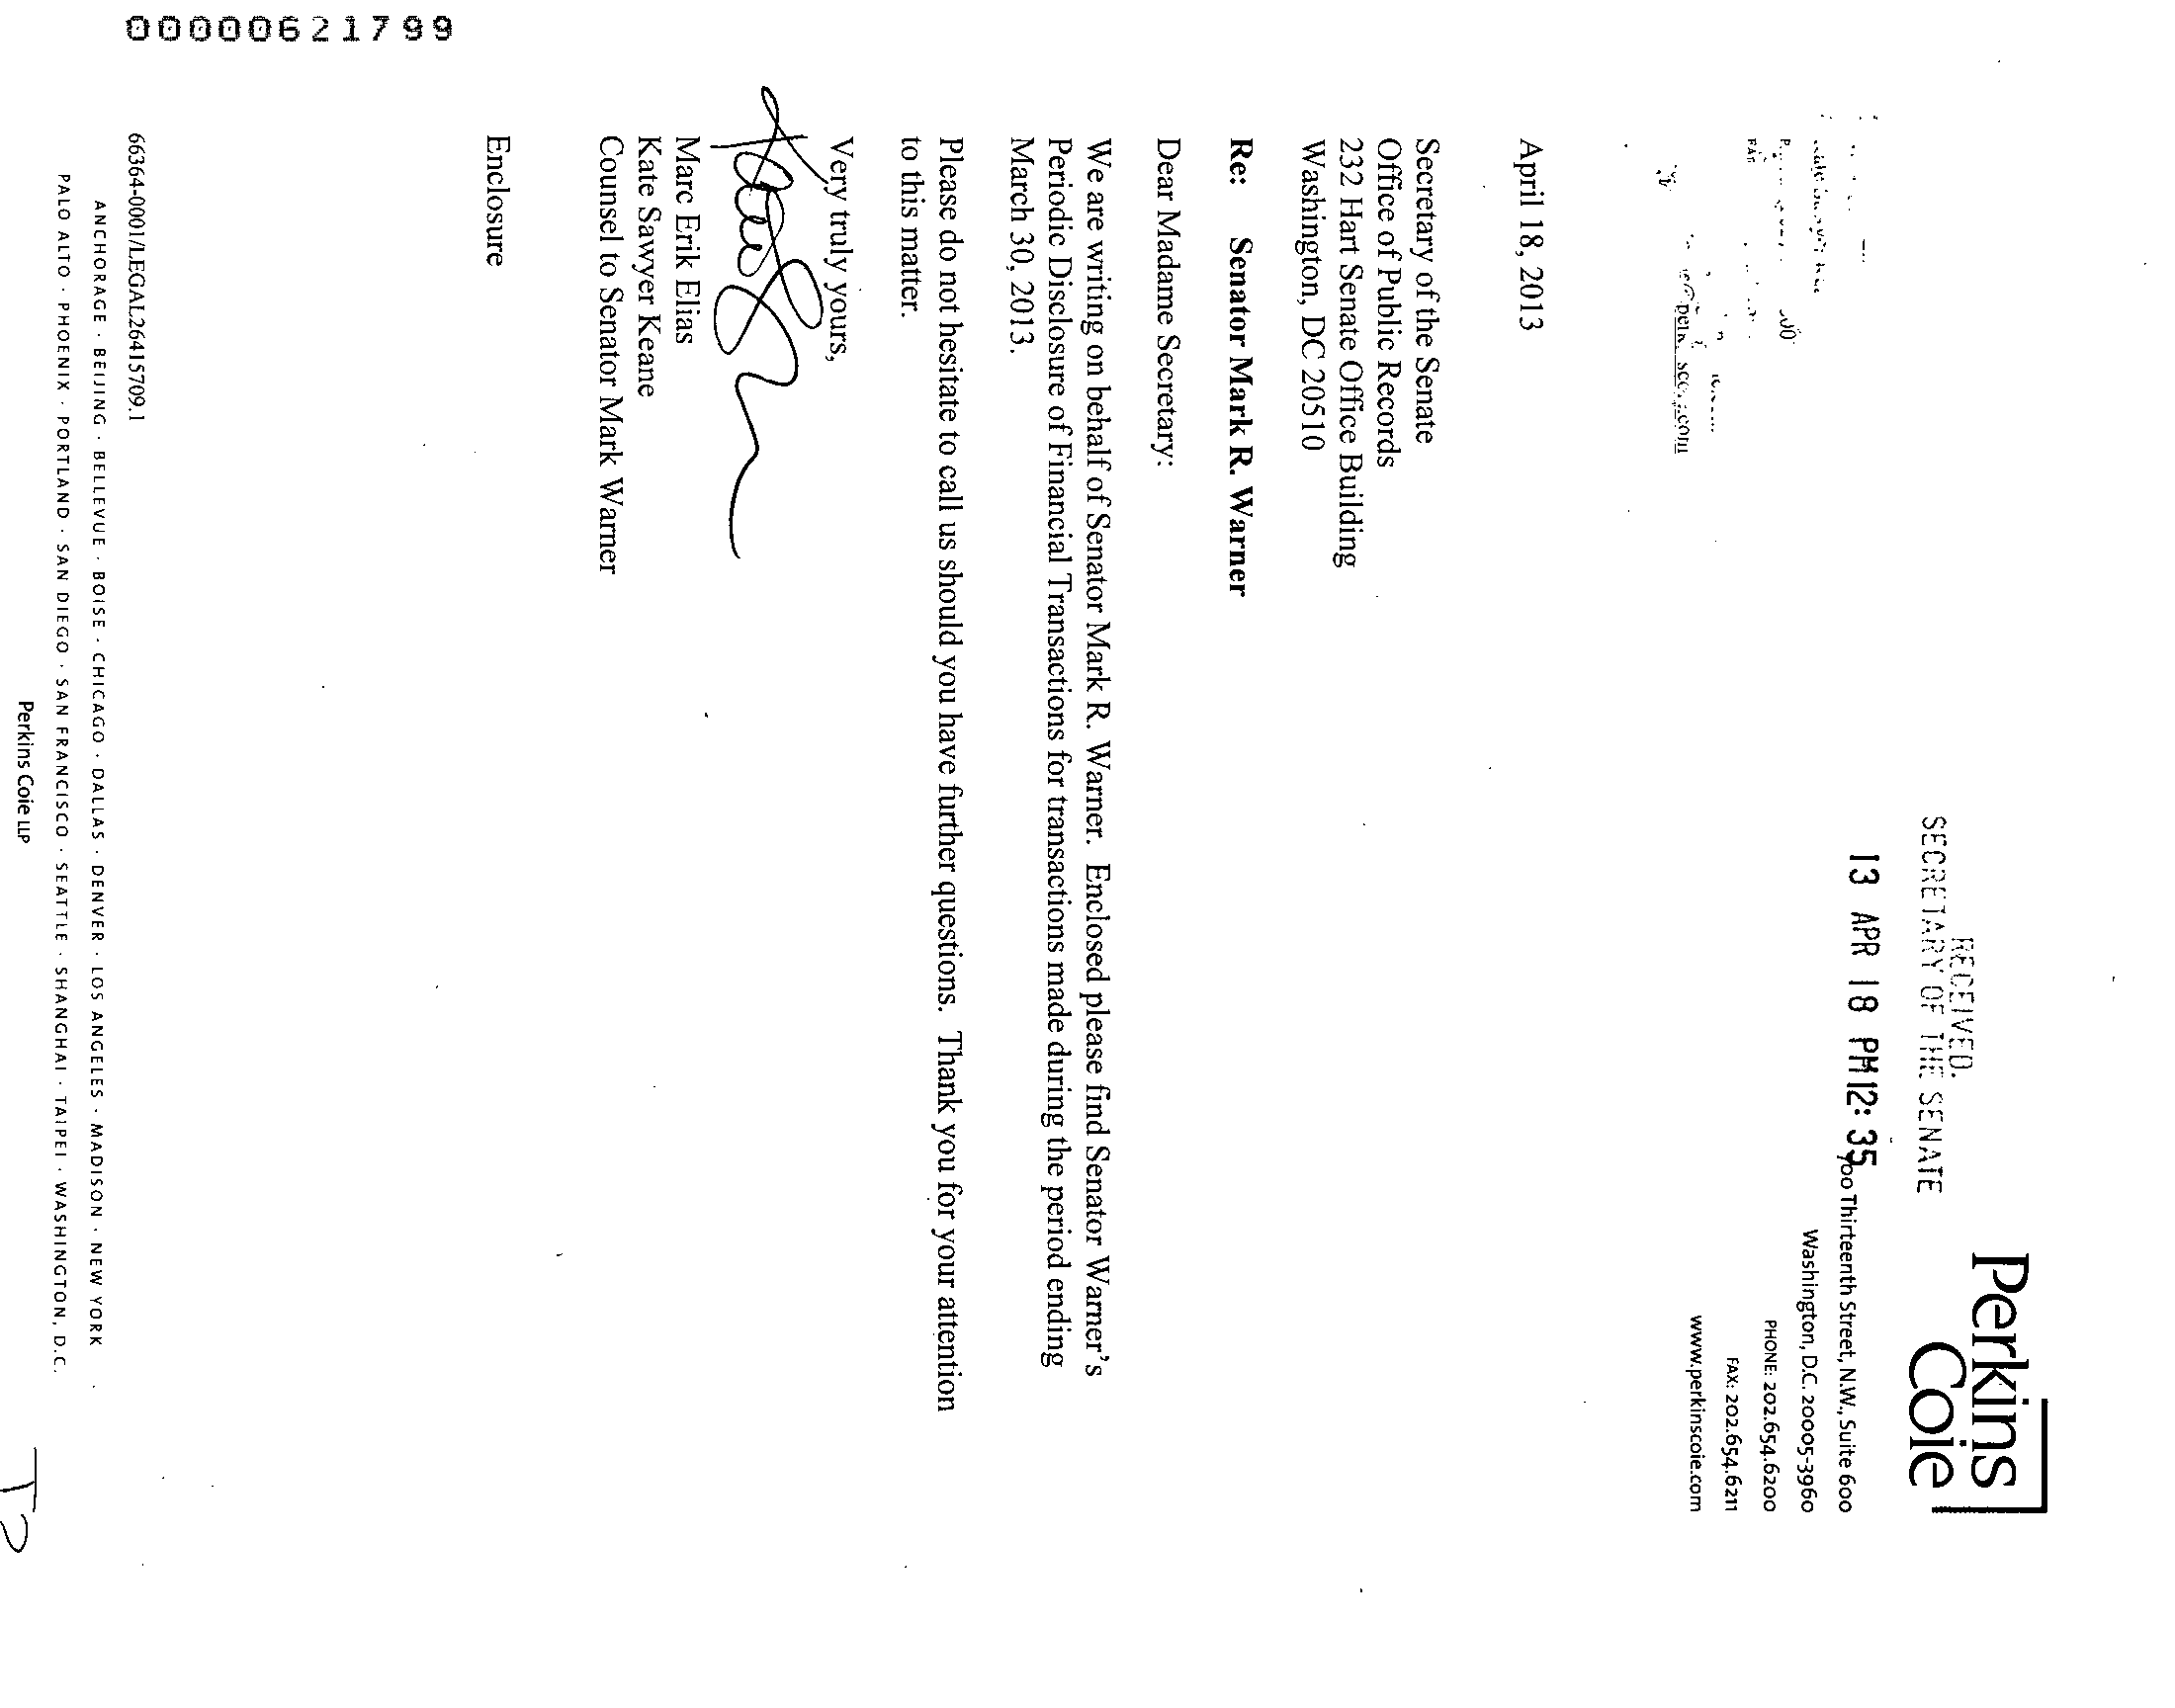 RECEIVED
SECRETARY OF THE SENATE
13 APR 18 PM 12:35
Perkins
Coie
700 Thirteenth Street, N.W., Suite 600
Washington, D.C. 20005-3960
PHONE: 202.654.6200
FAX: 202.654.6211
www.perkinscoie.com
April 18, 2013
Secretary of the Senate
Office of Public Records
232 Hart Senate Office Building
Washington, DC 20510
Re: Senator Mark R. Warner
Dear Madame Secretary:
We are writing on behalf of Senator Mark R. Warner. Enclosed please find Senator Warner's
Periodic Disclosure of Financial Transactions for transactions made during the period ending
March 30, 2013.
Please do not hesitate to call us should you have further questions. Thank you for your attention
to this matter.
Very truly yours,
Marc Erik Elias
Kate Sawyer Keane
Counsel to Senator Mark Warner
Enclosure
66364-0001/LEGAL26415709.1
ANCHORAGE · BEIJING · BELLEVUE · BOISE · CHICAGO · DALLAS · DENVER · LOS ANGELES · MADISON · NEW YORK
PALO ALTO · PHOENIX · PORTLAND · SAN DIEGO · SAN FRANCISCO · SEATTLE · SHANGHAI · TAIPEI · WASHINGTON, D.C.
Perkins Coie LLP
00000621799